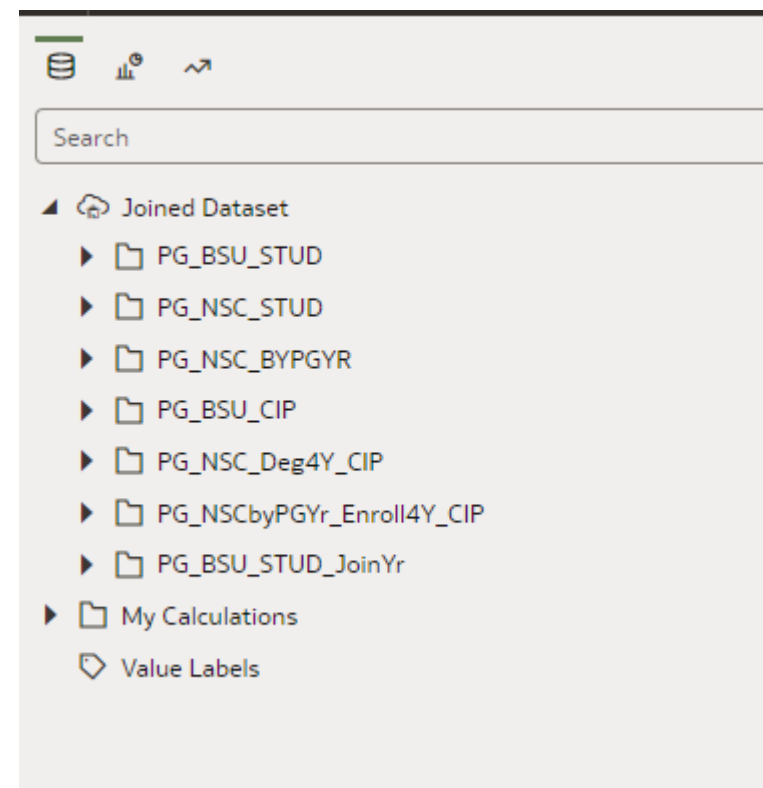 Search
Joined Dataset
PG_BSU_STUD
PG_NSC_STUD
PG_NSC_BYPGYR
PG_BSU_CIP
PG_NSC_Deg4Y_CIP
PG_NSCbyPGYr_Enroll4Y_CIP
PG_BSU_STUD_JoinYr
My Calculations
Value Labels